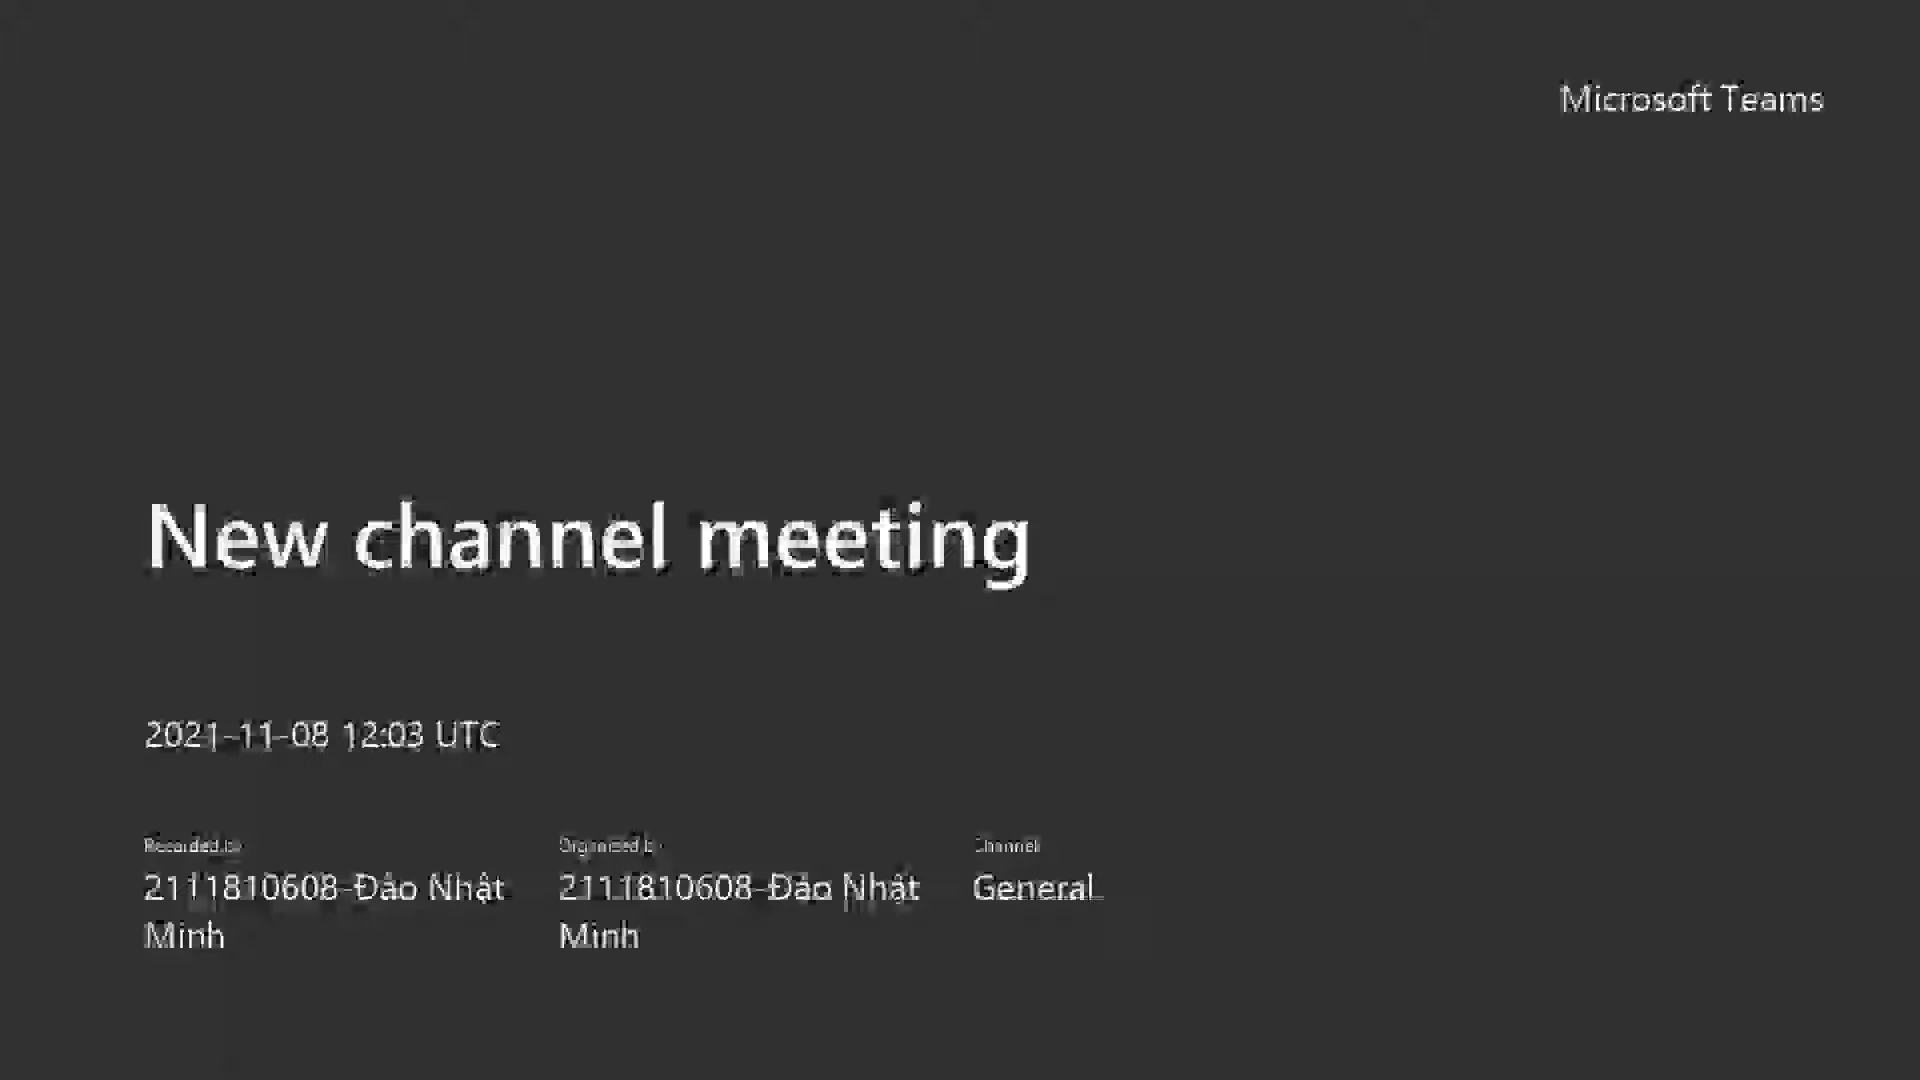 Microsoft Teams
New channel meeting
2021-11-08 12:03 UTC
Recorded by
Organized by
Channel
2111810608-Đào Nhật
2111810608-Đào Nhật
General
Minh
Minh